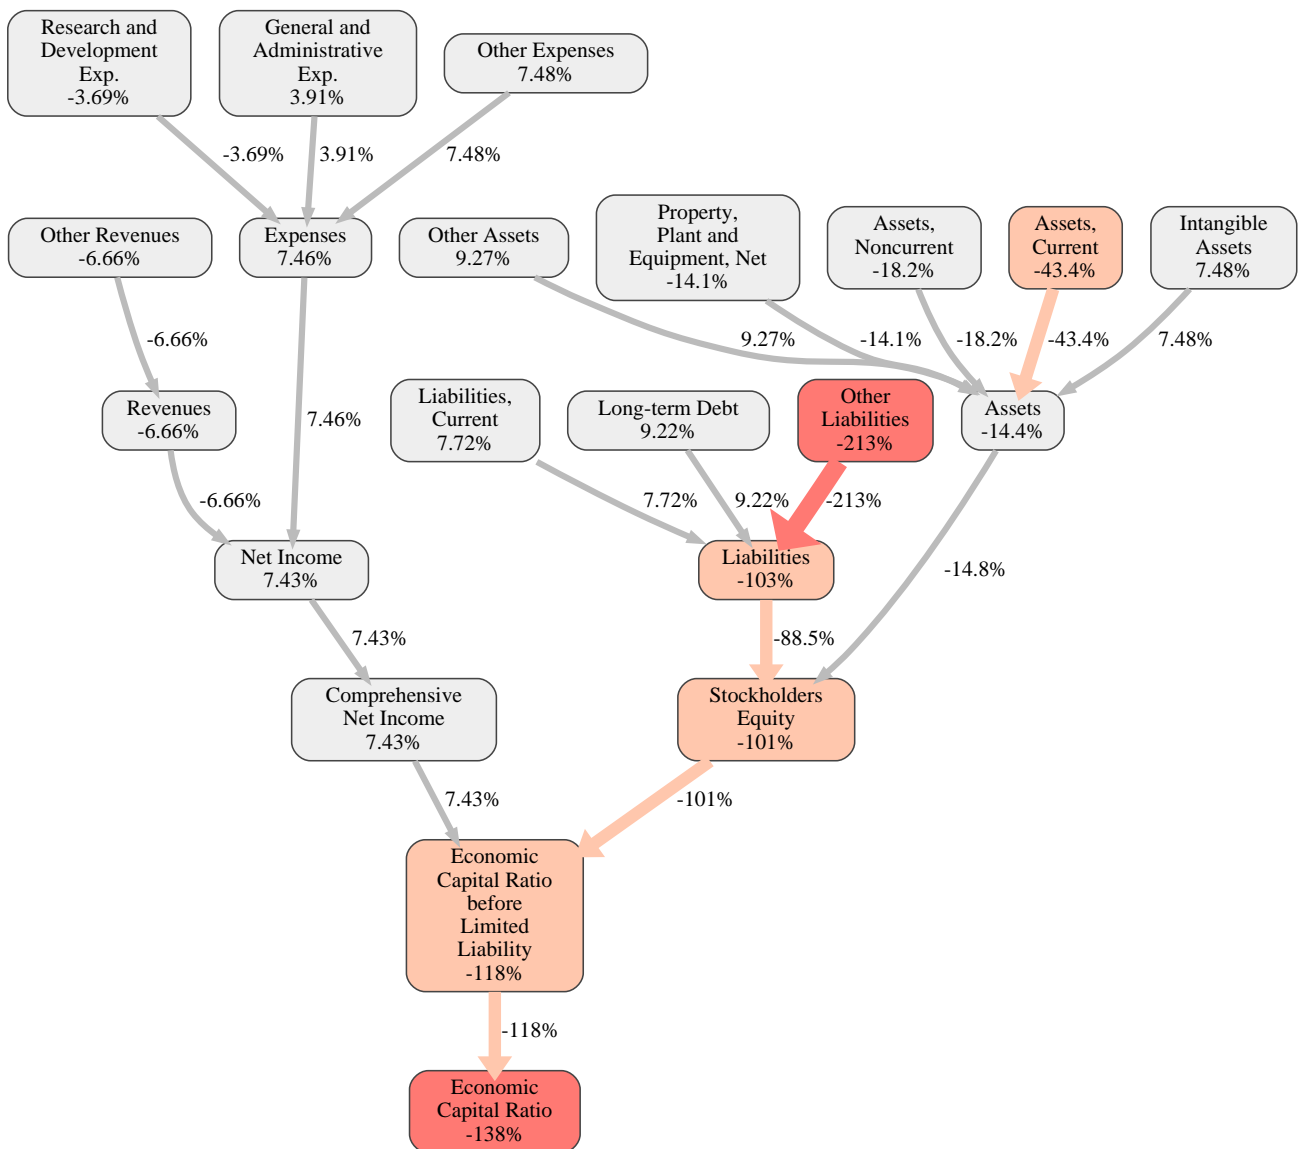 Research and
Development
Exp.
-3.69%
General and
Administrative
Exp.
3.91%
Other Expenses
7.48%
-3.69%
3.91%
7.48%
Other Revenues
-6.66%
Expenses
7.46%
Other Assets
9.27%
Property,
Plant and
Equipment, Net
-14.1%
Assets,
Noncurrent
-18.2%
Assets,
Current
-43.4%
Intangible
Assets
7.48%
-6.66%
9.27%
-14.1%
-18.2%
-43.4%
7.48%
Revenues
-6.66%
7.46%
Liabilities,
Current
7.72%
Long-term Debt
9.22%
Other
Liabilities
-213%
Assets
-14.4%
-6.66%
7.72%
9.22%
-213%
Net Income
7.43%
Liabilities
-103%
-14.8%
7.43%
-88.5%
Comprehensive
Net Income
7.43%
Stockholders
Equity
-101%
7.43%
-101%
Economic
Capital Ratio
before
Limited
Liability
-118%
-118%
Economic
Capital Ratio
-138%